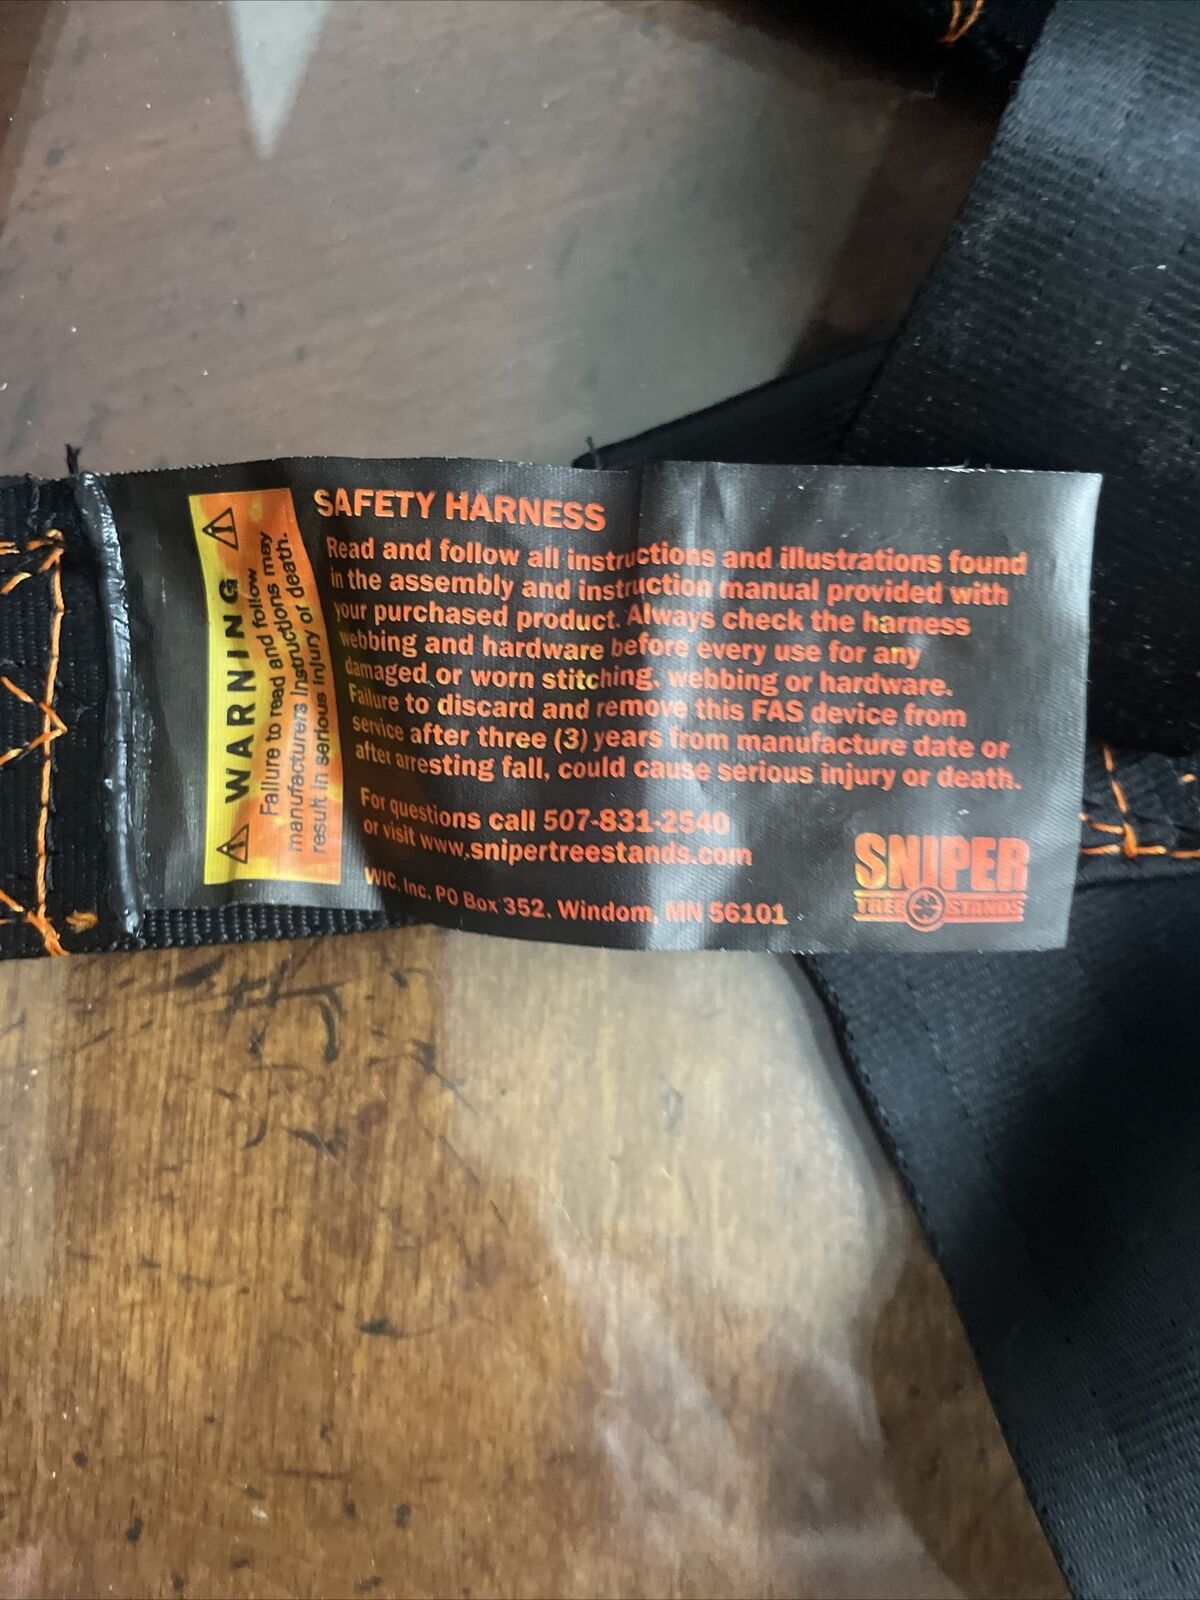 WARNING
Failure to read and follow
manufacturers instructions may
result in serious injury or death.
SAFETY HARNESS
Read and follow all instructions and illustrations found
in the assembly and instruction manual provided with
your purchased product. Always check the harness
webbing and hardware before every use for any
damaged or worn stitching, webbing or hardware.
Failure to discard and remove this FAS device from
service after three (3) years from manufacture date or
after arresting fall, could cause serious injury or death.
For questions call 507-831-2540
or visit www.snipertreestands.com
WIC, Inc. PO Box 352, Windom, MN 56101
SNIPER
TREE STANDS